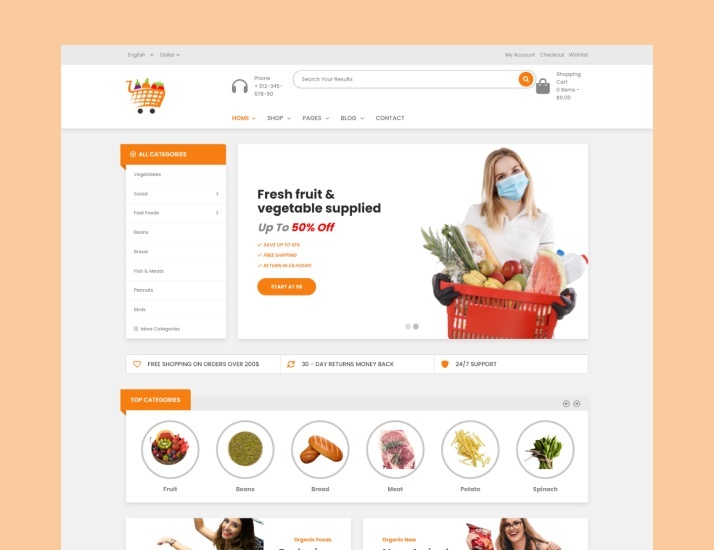 English
Dollar
My Account Checkout Wishlist
Phone
+ 012-345-
678-90
Search Your Results
Shopping
Cart
0 Items -
$0.00
HOME SHOP PAGES BLOG CONTACT
ALL CATEGORIES
Vegetables
Salad
Fast Foods
Beans
Bread
Fish & Meats
Peanuts
Birds
More Categories
Fresh fruit &
vegetable supplied
Up To 50% Off
SAVE UP TO 10%
FREE SHIPPING
RETURN IN 24 HOURS
START AT RS
FREE SHOPPING ON ORDERS OVER 200$
30 - DAY RETURNS MONEY BACK
24/7 SUPPORT
TOP CATEGORIES
Fruit
Beans
Bread
Meat
Potato
Spinach
Organic Foods
Organic New